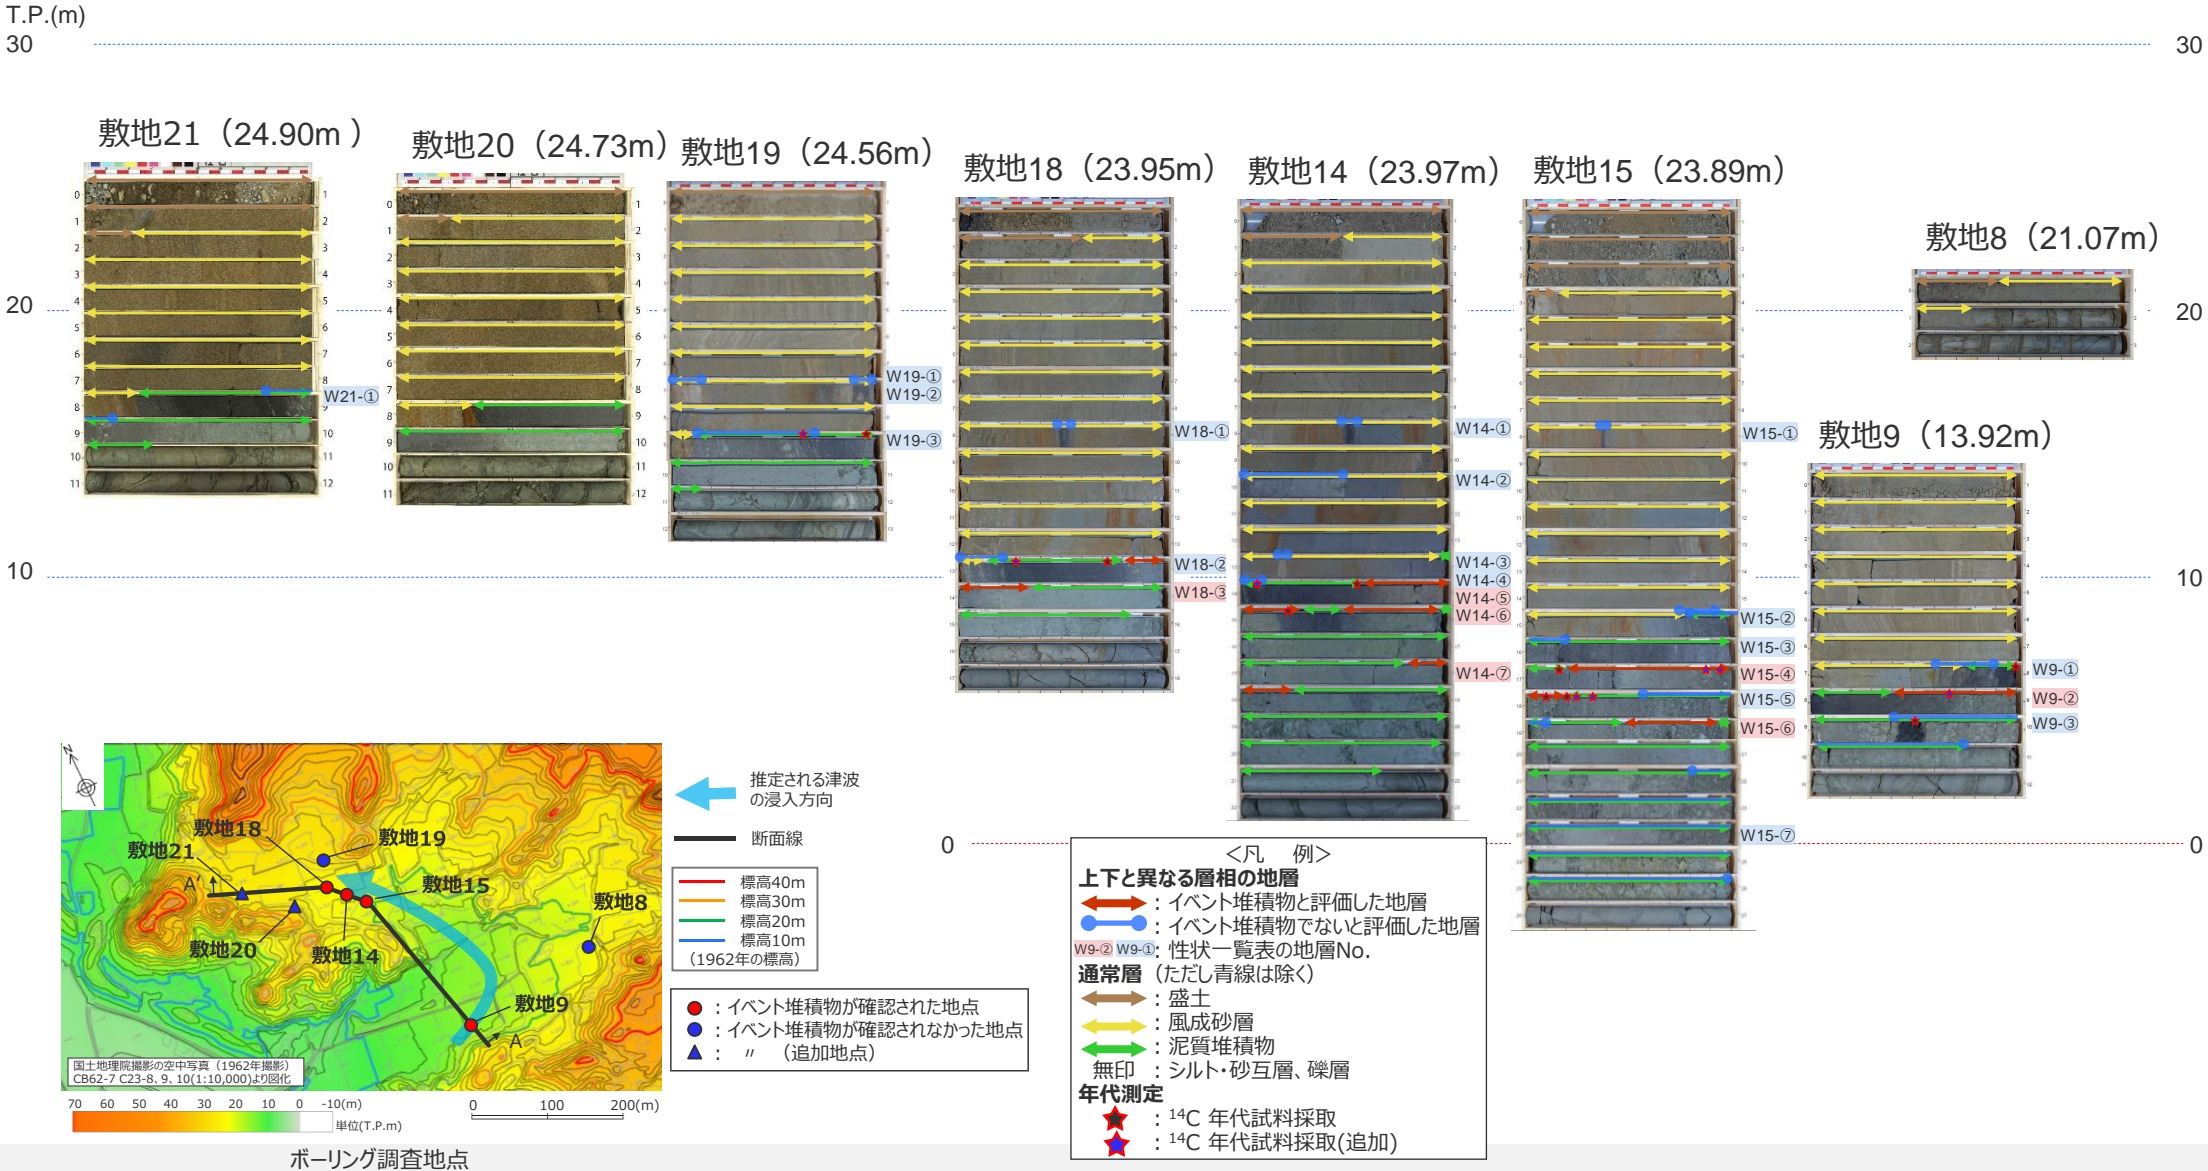 T.P.(m)
30
30
敷地21（24.90m ）
敷地20（24.73m）
敷地19（24.56m）
敷地18（23.95m）
敷地14（23.97m）
敷地15（23.89m）
敷地8（21.07m）
敷地9（13.92m）
20
20
10
10
0
0
W21-①
W19-①
W19-②
W19-③
W18-①
W18-②
W18-③
W14-①
W14-②
W14-③
W14-④
W14-⑤
W14-⑥
W14-⑦
W15-①
W15-②
W15-③
W15-④
W15-⑤
W15-⑥
W15-⑦
W9-①
W9-②
W9-③
N
敷地18
敷地19
敷地21
A'
敷地15
敷地8
敷地20
敷地14
敷地9
A
国土地理院撮影の空中写真（1962年撮影）
CB62-7 C23-8、9、10(1:10,000)より図化
70 60 50 40 30 20 10 0 -10(m)
単位(T.P.m)
0 100 200(m)
推定される津波
の浸入方向
断面線
標高40m
標高30m
標高20m
標高10m
（1962年の標高）
：イベント堆積物が確認された地点
：イベント堆積物が確認されなかった地点
： 〃 （追加地点）
＜凡 例＞
上下と異なる層相の地層
：イベント堆積物と評価した地層
：イベント堆積物でないと評価した地層
W9-② W9-①：性状一覧表の地層No.
通常層（ただし青線は除く）
：盛土
：風成砂層
：泥質堆積物
無印：シルト・砂互層、礫層
年代測定
：14C 年代試料採取
：14C 年代試料採取(追加)
ボーリング調査地点